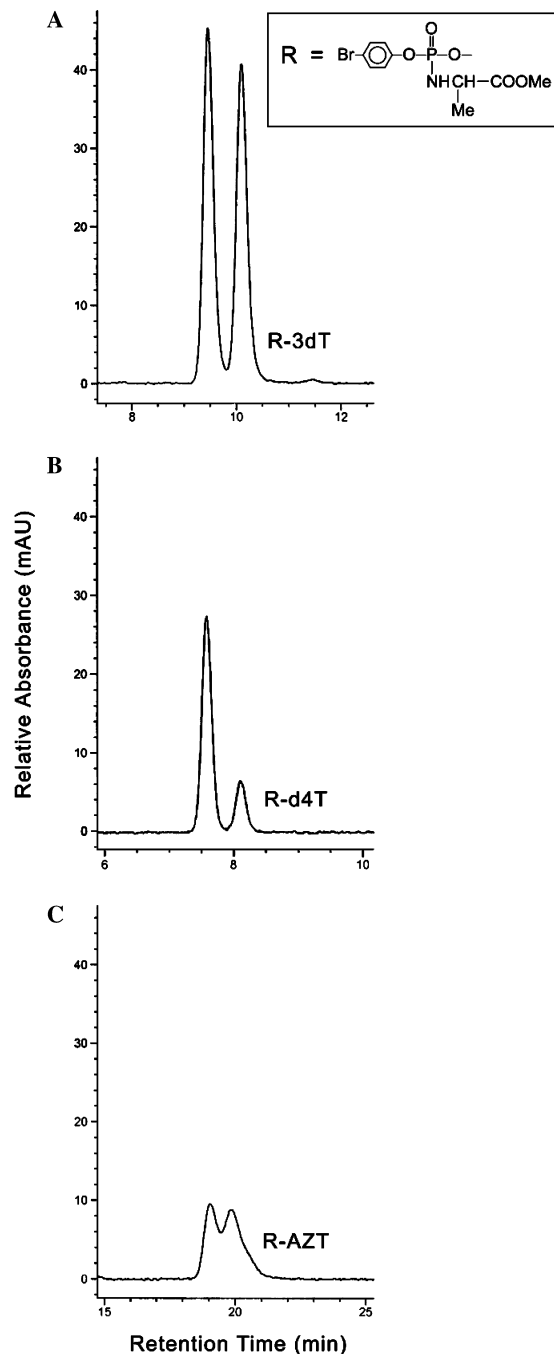 A
R = Br O P O
O
NHCH COOMe
Me
40
30
20
10
0
R-3dT
8 10 12
B
40
30
20
10
0
R-d4T
6 8 10
C
40
30
20
10
0
R-AZT
15 20 25
Relative Absorbance (mAU)
Retention Time (min)